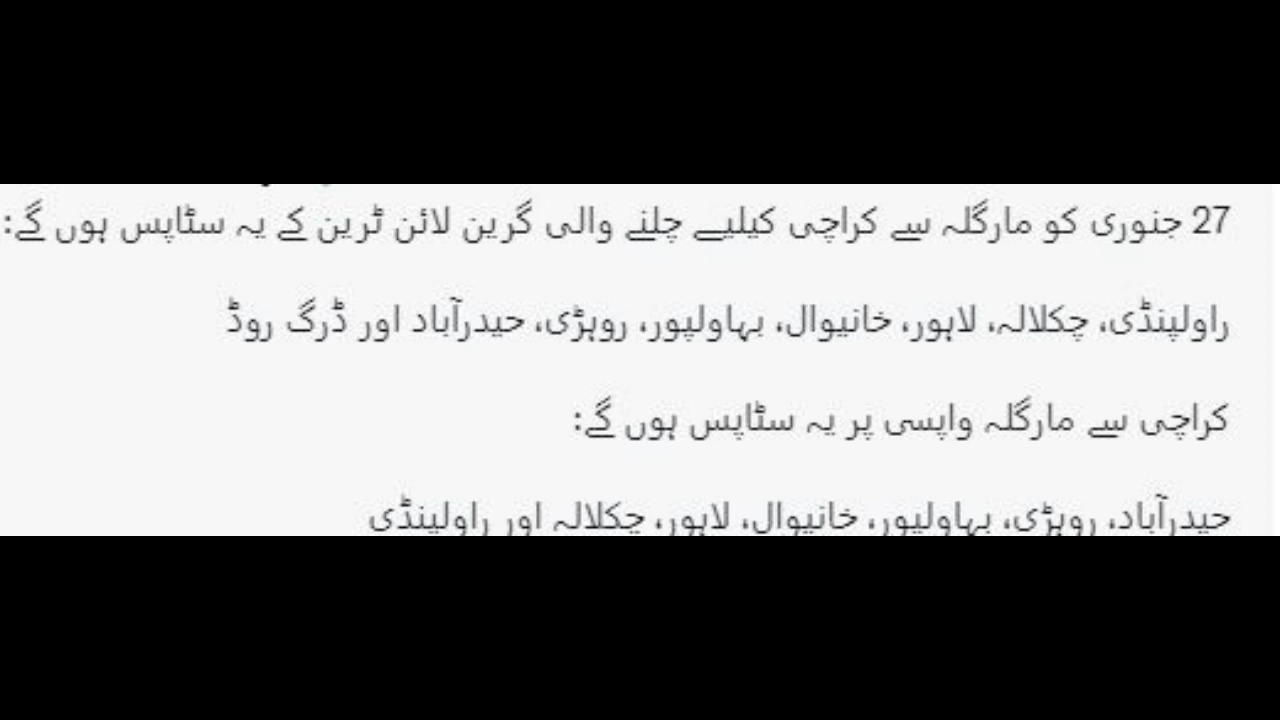 27 جنوری کو مارگلہ سے کراچی کیلیے چلنے والی گرین لائن ٹرین کے یہ سٹاپس ہوں گے:
راولپنڈی، چکلالہ، لاہور، خانیوال، بہاولپور، روہڑی، حیدرآباد اور ڈرگ روڈ
کراچی سے مارگلہ واپسی پر یہ سٹاپس ہوں گے:
حیدرآباد، روہڑی، بہاولپور، خانیوال، لاہور، چکلالہ اور راولپنڈی